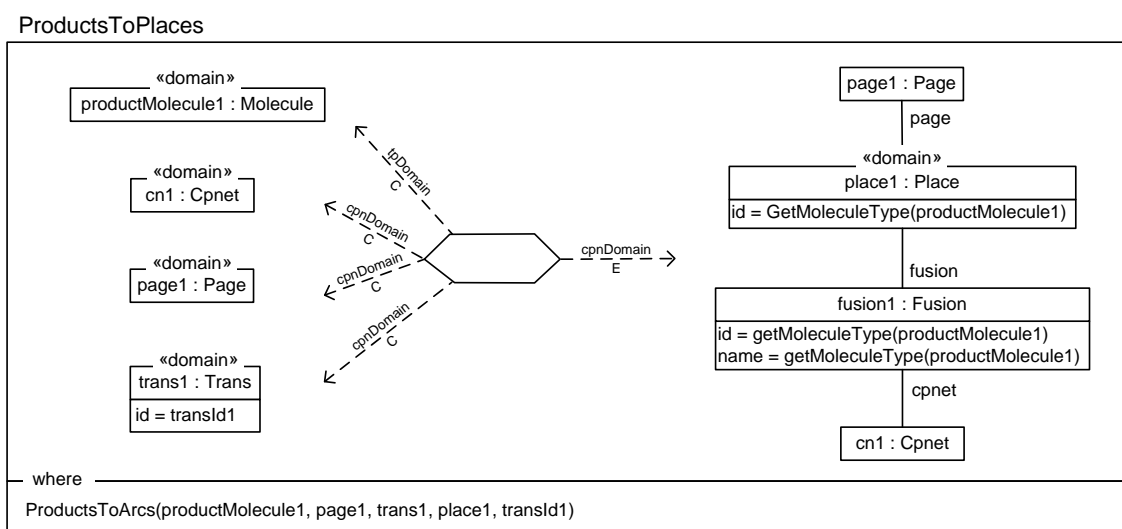 ProductsToPlaces
«domain»
productMolecule1 : Molecule
«domain»
cn1 : Cpnet
«domain»
page1 : Page
«domain»
trans1 : Trans
id = transId1
tpDomain
C
cpnDomain
C
cpnDomain
C
cpnDomain
C
cpnDomain
E
page1 : Page
page
«domain»
place1 : Place
id = GetMoleculeType(productMolecule1)
fusion
fusion1 : Fusion
id = getMoleculeType(productMolecule1)
name = getMoleculeType(productMolecule1)
cpnet
cn1 : Cpnet
where
ProductsToArcs(productMolecule1, page1, trans1, place1, transId1)